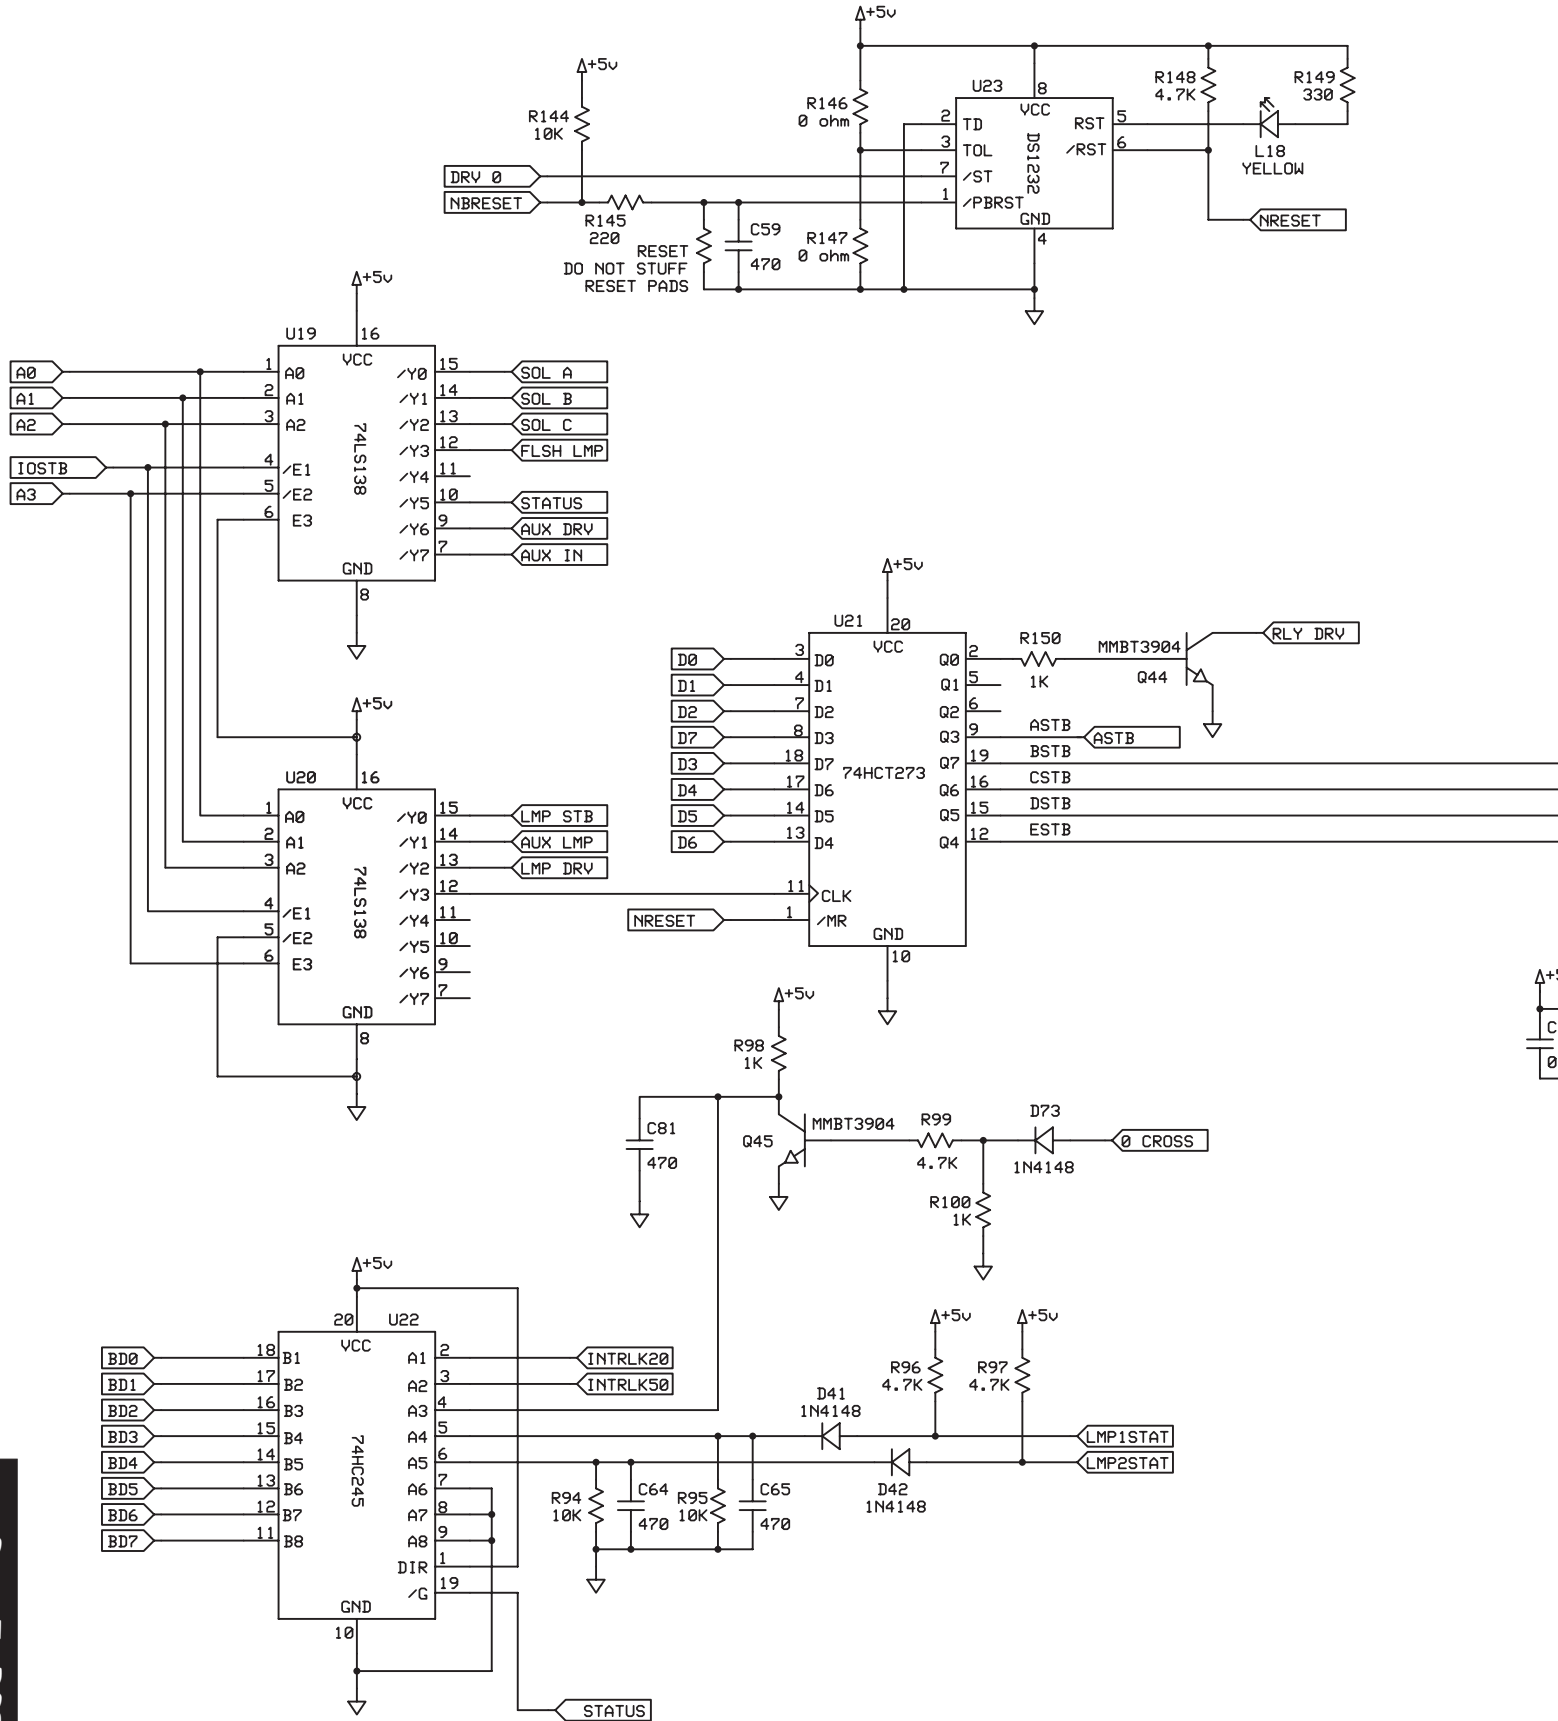 +5v
+5v
R144
10K
R146
0 ohm
U23
8
VCC
2
TD
3
TOL
7
/ST
1
/PBRST
DS1232
RST
5
/RST
6
GND
4
R148
4.7K
R149
330
L18
YELLOW
NRESET
DRV 0
NBRESET
R145
220
RESET
DO NOT STUFF
RESET PADS
C59
470
R147
0 ohm
+5v
U19
16
VCC
A0
A1
A2
IOSTB
A3
1
A0
2
A1
3
A2
4
/E1
5
/E2
6
E3
74LS138
/Y0
15
SOL A
/Y1
14
SOL B
/Y2
13
SOL C
/Y3
12
FLSH LMP
/Y4
11
/Y5
10
STATUS
/Y6
9
AUX DRV
/Y7
7
AUX IN
GND
8
+5v
U20
16
VCC
1
A0
2
A1
3
A2
4
/E1
5
/E2
6
E3
74LS138
/Y0
15
LMP STB
/Y1
14
AUX LMP
/Y2
13
LMP DRV
/Y3
12
/Y4
11
/Y5
10
/Y6
9
/Y7
7
GND
8
+5v
U21
20
VCC
D0
3
D0
D1
4
D1
D2
7
D2
D7
8
D3
D3
18
D7
D4
17
D6
D5
14
D5
D6
13
D4
74HCT273
11
CLK
NRESET
1
/MR
GND
10
Q0
2
Q1
5
Q2
6
Q3
9
Q7
19
Q6
16
Q5
15
Q4
12
R150
1K
MMBT3904
Q44
RLY DRV
ASTB
ASTB
BSTB
CSTB
DSTB
ESTB
+5v
R98
1K
C81
470
Q45
MMBT3904
R99
4.7K
D73
1N4148
0 CROSS
R100
1K
+5v
20
U22
VCC
BD0
18
B1
BD1
17
B2
BD2
16
B3
BD3
15
B4
BD4
14
B5
BD5
13
B6
BD6
12
B7
BD7
11
B8
74HC245
A1
2
INTRLK20
A2
3
INTRLK50
A3
4
A4
5
A5
6
A6
7
A7
8
A8
9
DIR
1
/G
19
GND
10
STATUS
+5v
+5v
R96
4.7K
R97
4.7K
D41
1N4148
LMP1STAT
LMP2STAT
D42
1N4148
R94
10K
C64
470
R95
10K
C65
470